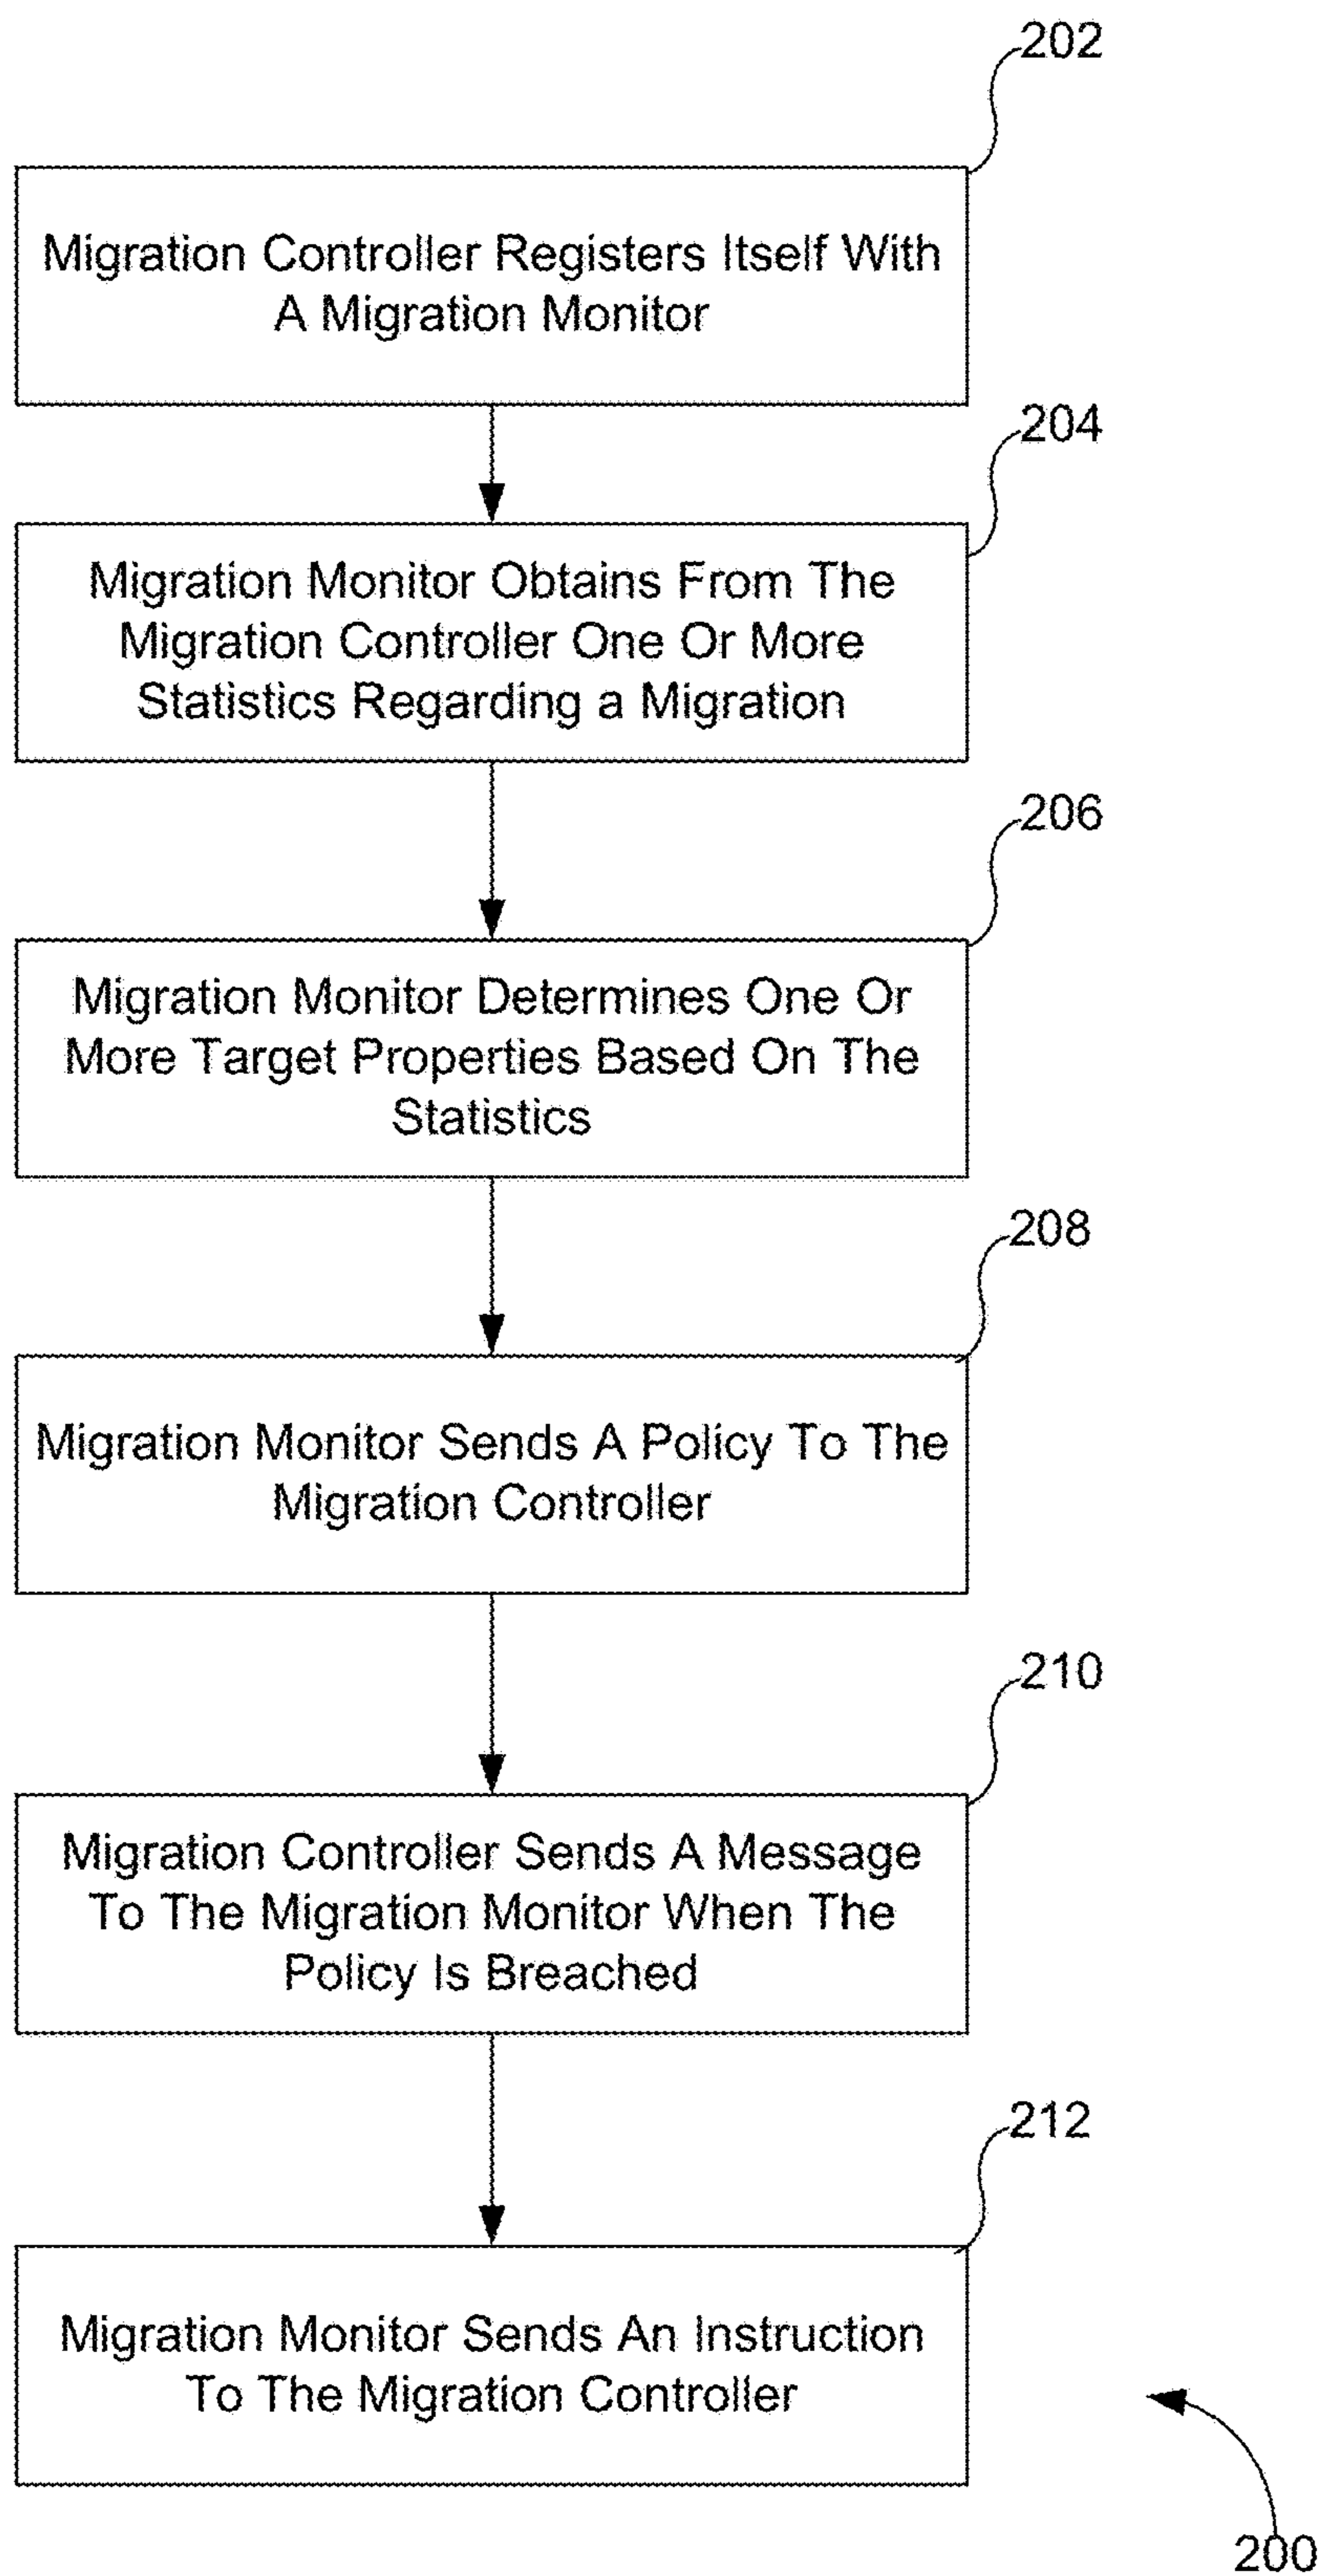 202
Migration Controller Registers Itself With
A Migration Monitor
204
Migration Monitor Obtains From The
Migration Controller One Or More
Statistics Regarding a Migration
206
Migration Monitor Determines One Or
More Target Properties Based On The
Statistics
208
Migration Monitor Sends A Policy To The
Migration Controller
210
Migration Controller Sends A Message
To The Migration Monitor When The
Policy Is Breached
212
Migration Monitor Sends An Instruction
To The Migration Controller
200